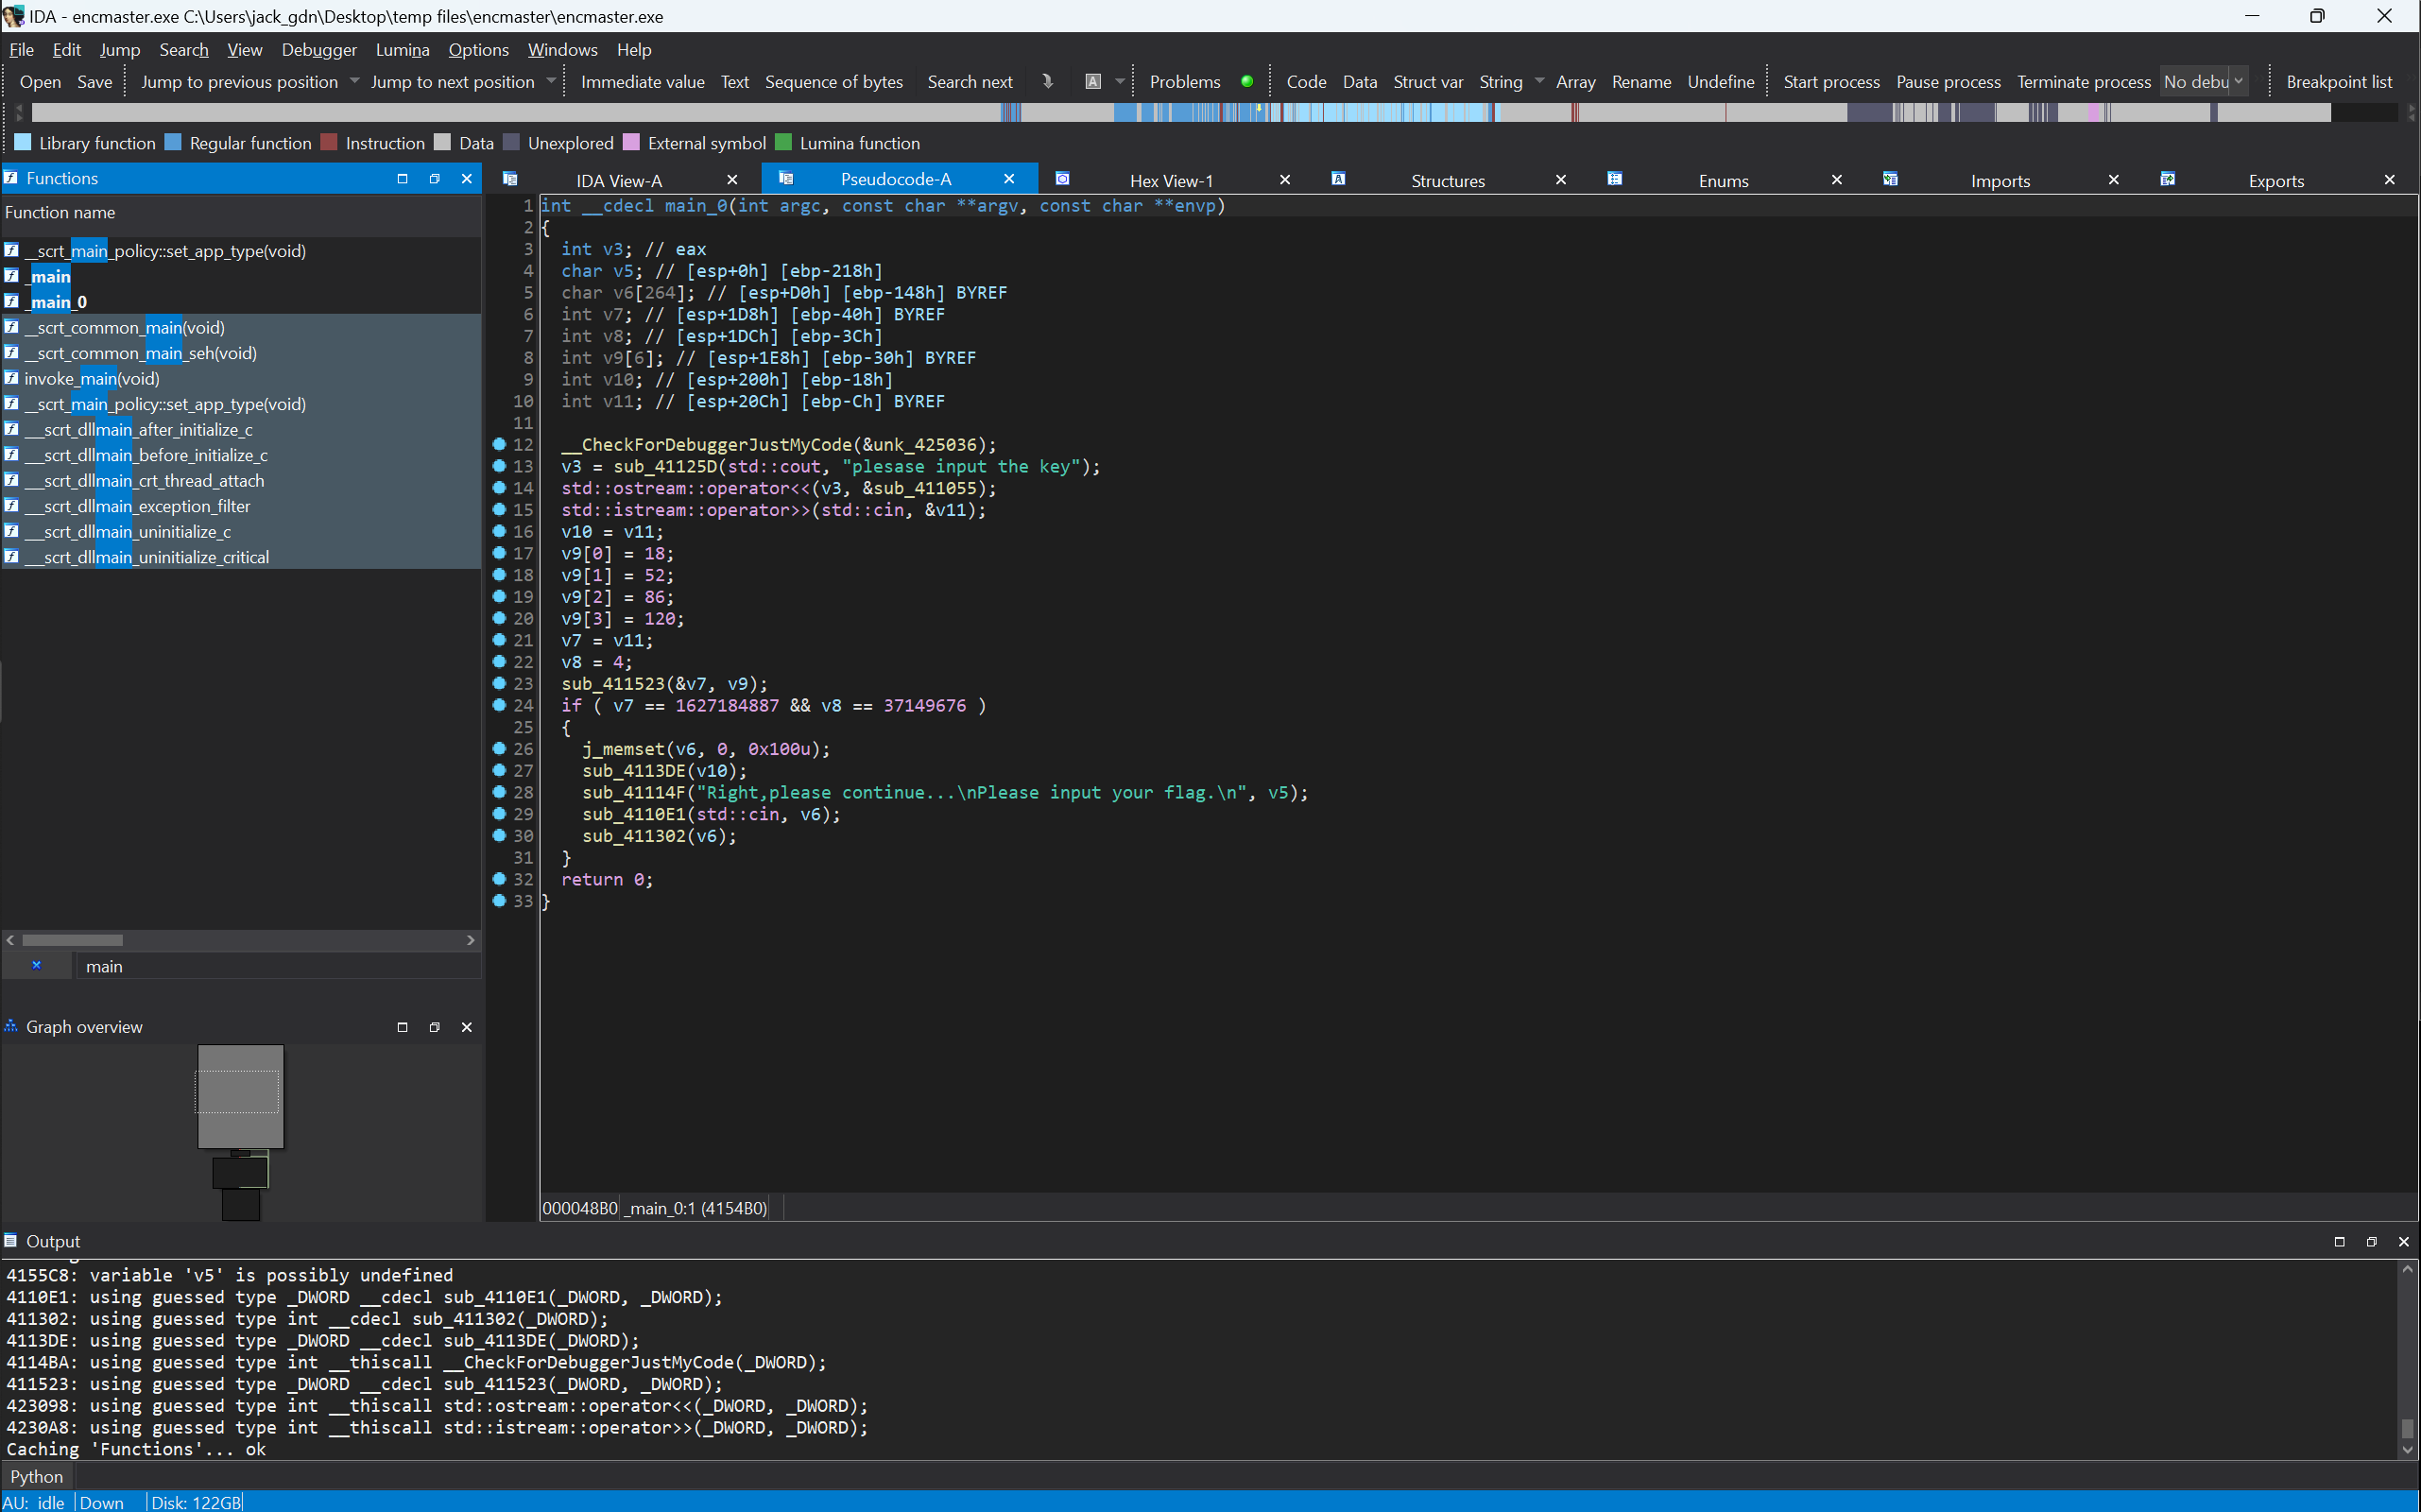 IDA - encmaster.exe C:\Users\jack_gdn\Desktop\temp files\encmaster\encmaster.exe
File Edit Jump Search View Debugger Lumina Options Windows Help
Open Save Jump to previous position Jump to next position Immediate value Text Sequence of bytes Search next A Problems Code Data Struct var String Array Rename Undefine Start process Pause process Terminate process No debu Breakpoint list
Library function Regular function Instruction Data Unexplored External symbol Lumina function
Functions
IDA View-A Pseudocode-A Hex View-1 Structures Enums Imports Exports
Function name
__scrt_main_policy::set_app_type(void)
_main
_main_0
__scrt_common_main(void)
__scrt_common_main_seh(void)
invoke_main(void)
__scrt_main_policy::set_app_type(void)
___scrt_dllmain_after_initialize_c
___scrt_dllmain_before_initialize_c
___scrt_dllmain_crt_thread_attach
___scrt_dllmain_exception_filter
___scrt_dllmain_uninitialize_c
___scrt_dllmain_uninitialize_critical
main
Graph overview
1 int __cdecl main_0(int argc, const char **argv, const char **envp)
2 {
3 int v3; // eax
4 char v5; // [esp+0h] [ebp-218h]
5 char v6[264]; // [esp+D0h] [ebp-148h] BYREF
6 int v7; // [esp+1D8h] [ebp-40h] BYREF
7 int v8; // [esp+1DCh] [ebp-3Ch]
8 int v9[6]; // [esp+1E8h] [ebp-30h] BYREF
9 int v10; // [esp+200h] [ebp-18h]
10 int v11; // [esp+20Ch] [ebp-Ch] BYREF
11
12 __CheckForDebuggerJustMyCode(&unk_425036);
13 v3 = sub_41125D(std::cout, "plesase input the key");
14 std::ostream::operator<<(v3, &sub_411055);
15 std::istream::operator>>(std::cin, &v11);
16 v10 = v11;
17 v9[0] = 18;
18 v9[1] = 52;
19 v9[2] = 86;
20 v9[3] = 120;
21 v7 = v11;
22 v8 = 4;
23 sub_411523(&v7, v9);
24 if ( v7 == 1627184887 && v8 == 37149676 )
25 {
26 j_memset(v6, 0, 0x100u);
27 sub_4113DE(v10);
28 sub_41114F("Right,please continue...\nPlease input your flag.\n", v5);
29 sub_4110E1(std::cin, v6);
30 sub_411302(v6);
31 }
32 return 0;
33 }
000048B0 _main_0:1 (4154B0)
Output
4155C8: variable 'v5' is possibly undefined
4110E1: using guessed type _DWORD __cdecl sub_4110E1(_DWORD, _DWORD);
411302: using guessed type int __cdecl sub_411302(_DWORD);
4113DE: using guessed type _DWORD __cdecl sub_4113DE(_DWORD);
4114BA: using guessed type int __thiscall __CheckForDebuggerJustMyCode(_DWORD);
411523: using guessed type _DWORD __cdecl sub_411523(_DWORD, _DWORD);
423098: using guessed type int __thiscall std::ostream::operator<<(_DWORD, _DWORD);
4230A8: using guessed type int __thiscall std::istream::operator>>(_DWORD, _DWORD);
Caching 'Functions'... ok
Python
AU: idle Down Disk: 122GB